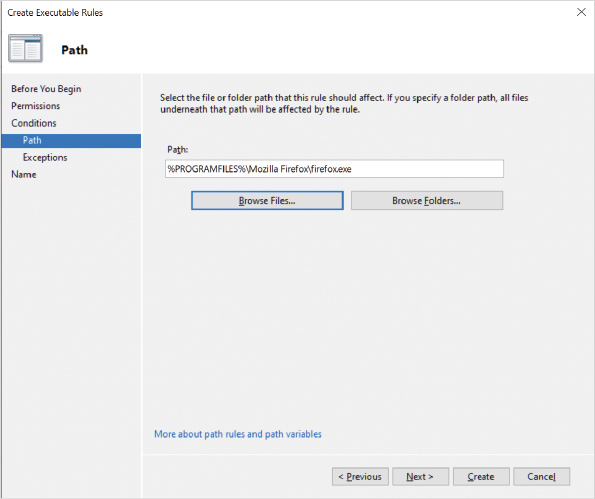 Create Executable Rules
Path
Before You Begin
Permissions
Conditions
Path
Exceptions
Name
Select the file or folder path that this rule should affect. If you specify a folder path, all files
underneath that path will be affected by the rule.
Path:
%PROGRAMFILES%\Mozilla Firefox\firefox.exe
Browse Files...
Browse Folders...
More about path rules and path variables
< Previous
Next >
Create
Cancel